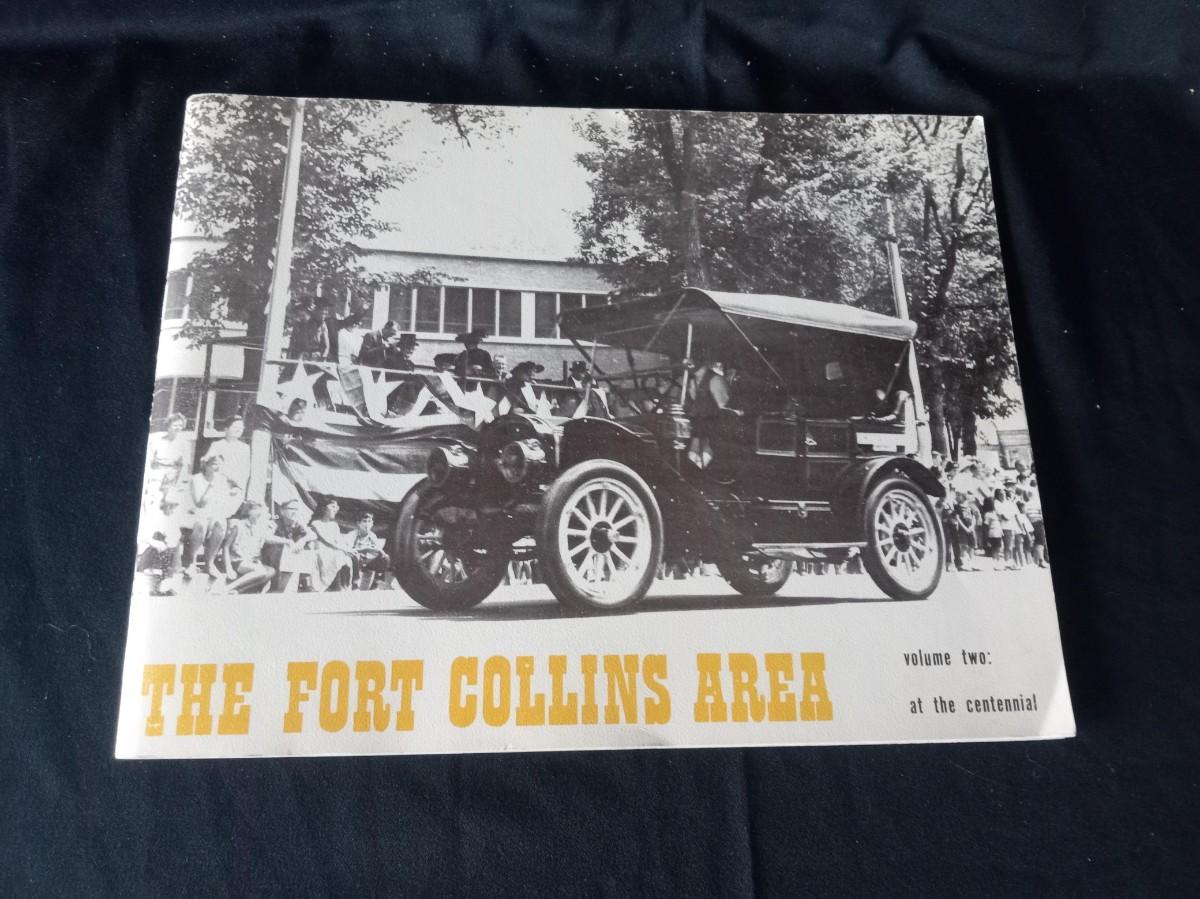 THE FORT COLLINS AREA
volume two:
at the centennial